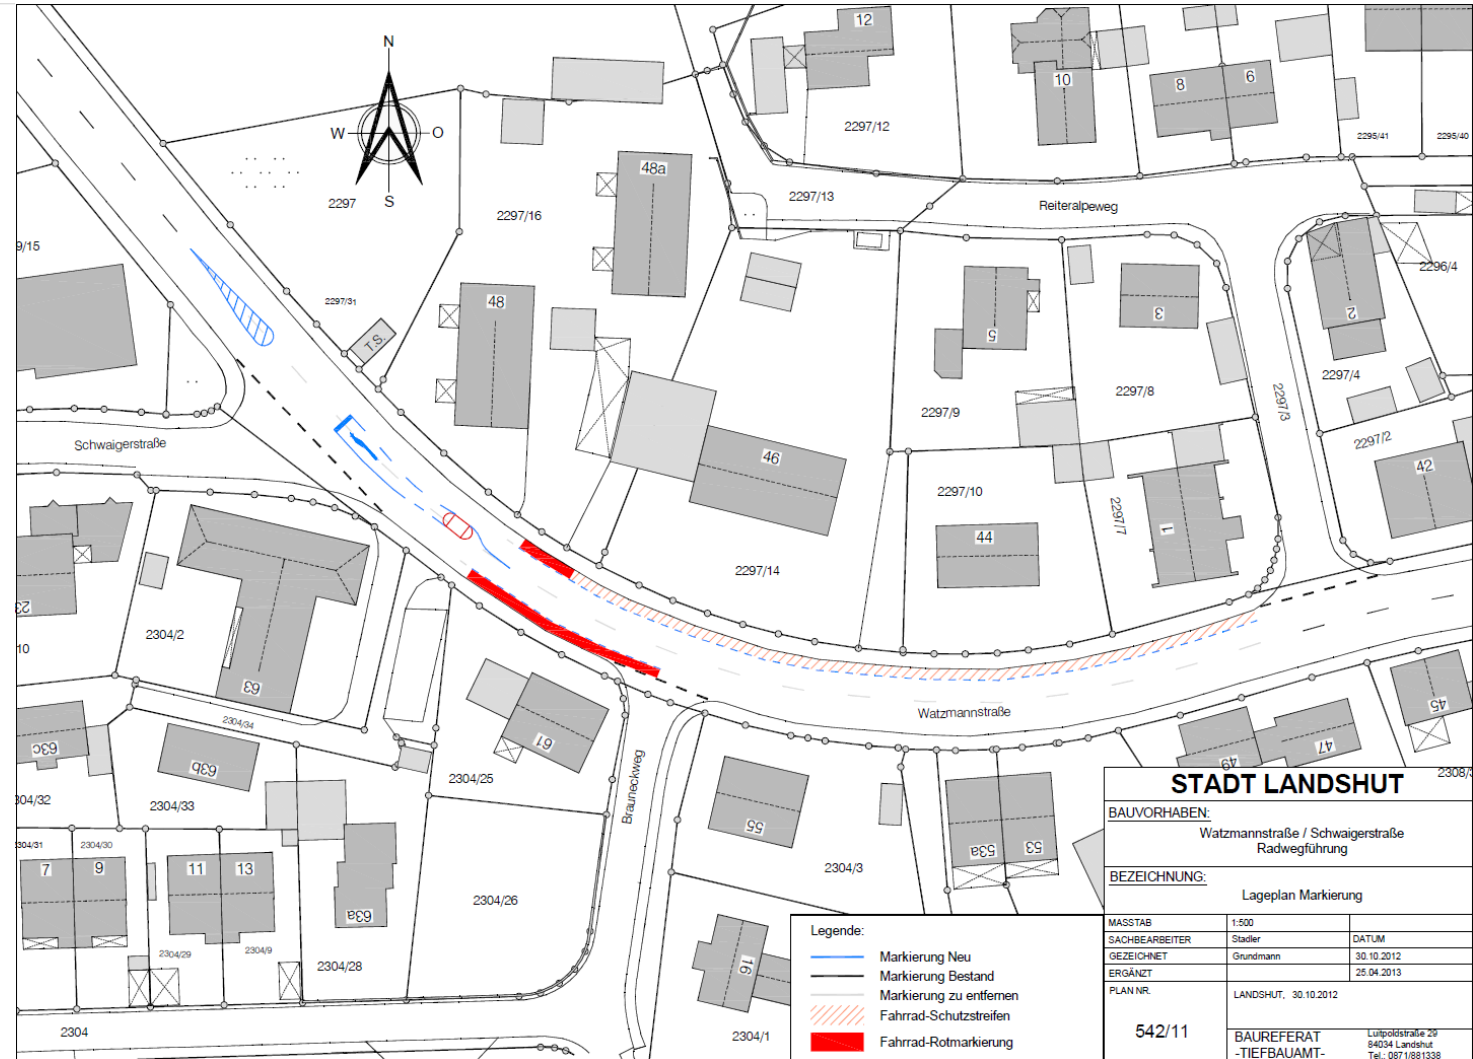 12
10
8
6
N
W
O
S
2297/12
2295/41
2295/40
48a
2297
2297/16
2297/13
Reiteralpeweg
9/15
2297/31
48
T.S.
2296/4
5
3
2
2297/4
2297/8
2297/3
2297/9
2297/2
Schwaigerstraße
46
42
2297/10
2297/7
1
44
2297/14
23
10
2304/2
63
2304/34
Watzmannstraße
45
47
49
63c
63b
61
2304/25
2308/
04/32
2304/33
Brauneckweg
55
53a
53
304/31
2304/30
7
9
11
13
63a
2304/3
2304/26
2304/29
2304/9
2304/28
16
2304
2304/1
Legende:
Markierung Neu
Markierung Bestand
Markierung zu entfernen
Fahrrad-Schutzstreifen
Fahrrad-Rotmarkierung
STADT LANDSHUT
BAUVORHABEN:
Watzmannstraße / Schwaigerstraße
Radwegführung
BEZEICHNUNG:
Lageplan Markierung
MASSTAB 1:500
SACHBEARBEITER Stadler DATUM
GEZEICHNET Grundmann 30.10.2012
ERGÄNZT 25.04.2013
PLAN NR.
LANDSHUT, 30.10.2012
542/11
BAUREFERAT
-TIEFBAUAMT-
Luitpoldstraße 29
84034 Landshut
Tel.: 0871/881338